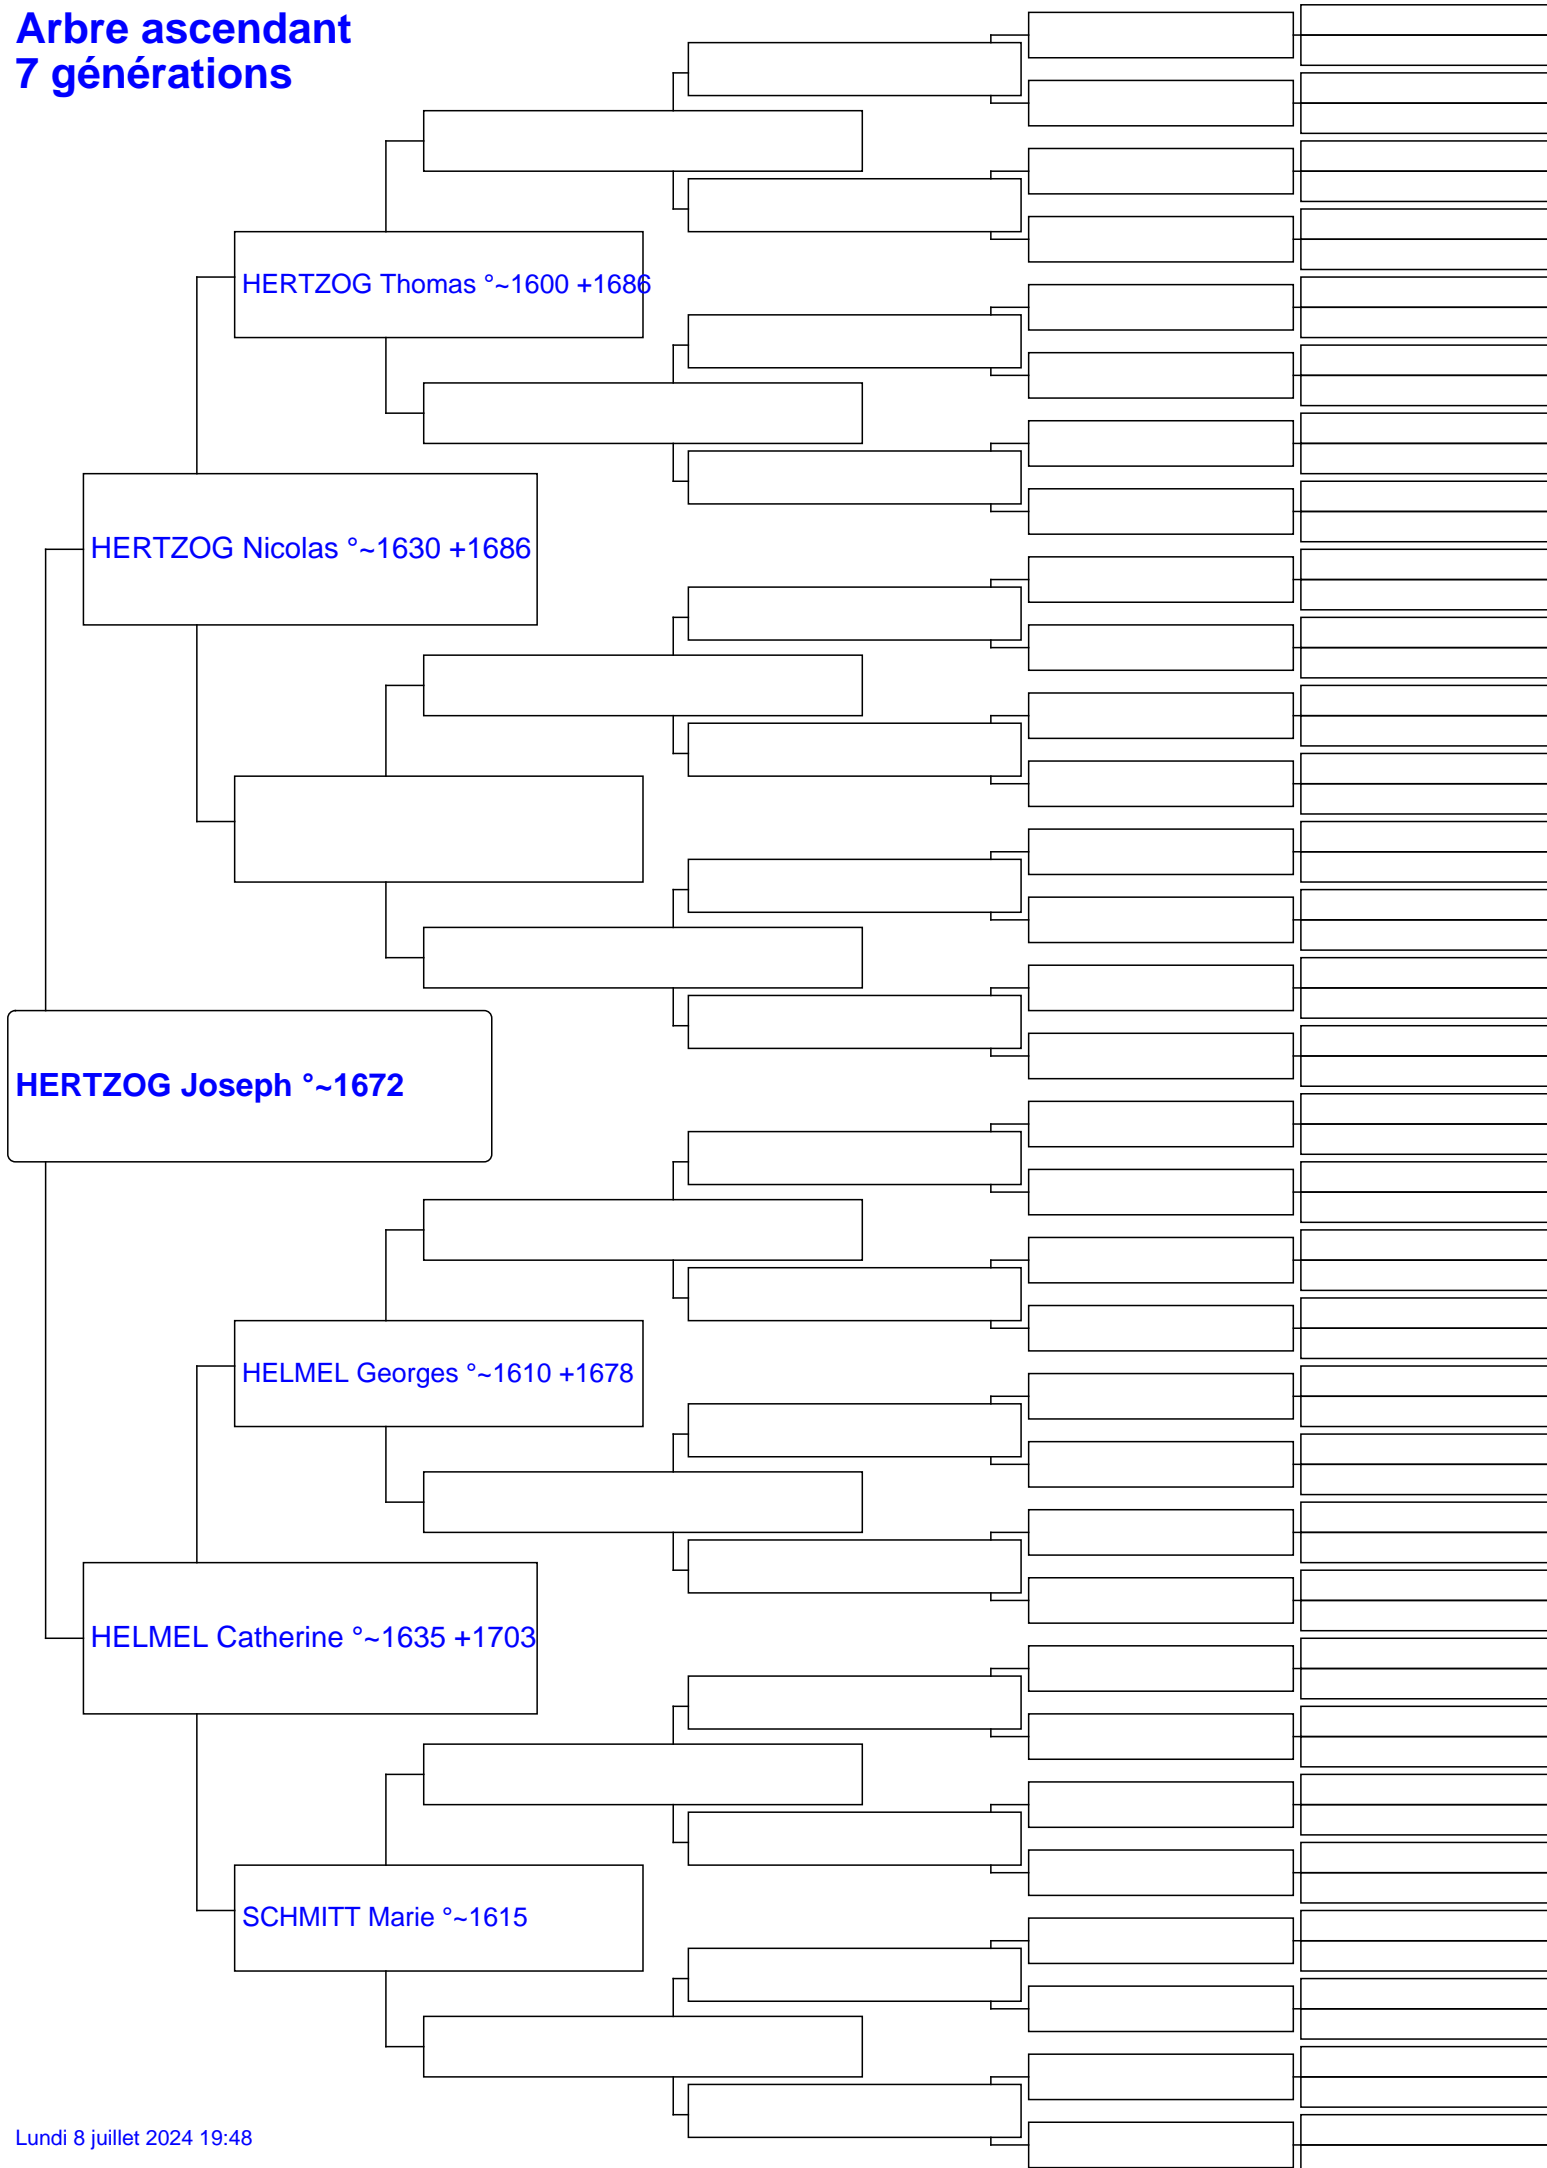 Arbre ascendant
7 générations
HERTZOG Thomas °~1600 +1686
HERTZOG Nicolas °~1630 +1686
HERTZOG Joseph °~1672
HELMEL Georges °~1610 +1678
HELMEL Catherine °~1635 +1703
SCHMITT Marie °~1615
Lundi 8 juillet 2024 19:48